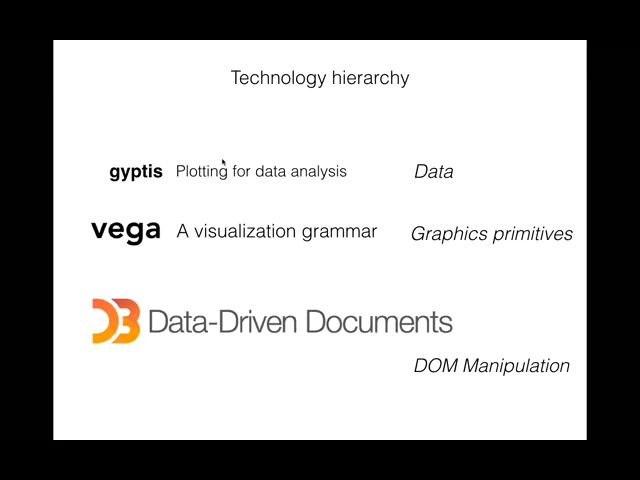 Technology hierarchy
gyptis Plotting for data analysis Data
vega A visualization grammar Graphics primitives
D3 Data-Driven Documents
DOM Manipulation